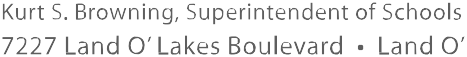 Kurt S. Browning, Superintendent of Schools
7227 Land O’ Lakes Boulevard • Land O’